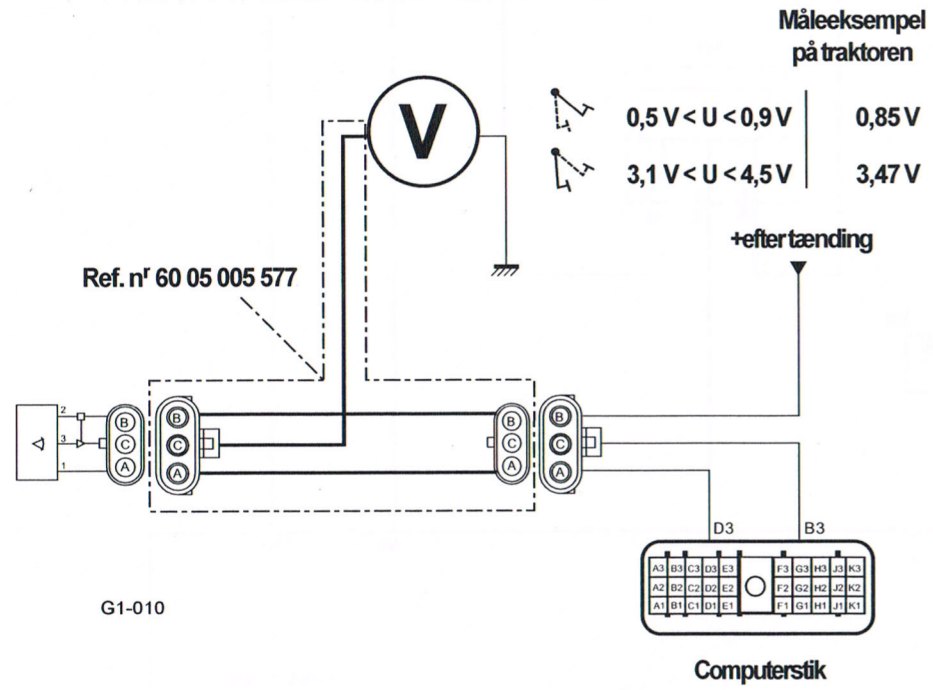 Måleeksempel
på traktoren
V
0,5 V < U < 0,9 V 0,85 V
3,1 V < U < 4,5 V 3,47 V
+efter tænding
Ref. nʳ 60 05 005 577
2
3
1
B
C
A
B
C
A
B
C
A
B
C
A
D3 B3
A3 B3 C3 D3 E3 F3 G3 H3 J3 K3
A2 B2 C2 D2 E2 F2 G2 H2 J2 K2
A1 B1 C1 D1 E1 F1 G1 H1 J1 K1
G1-010
Computerstik